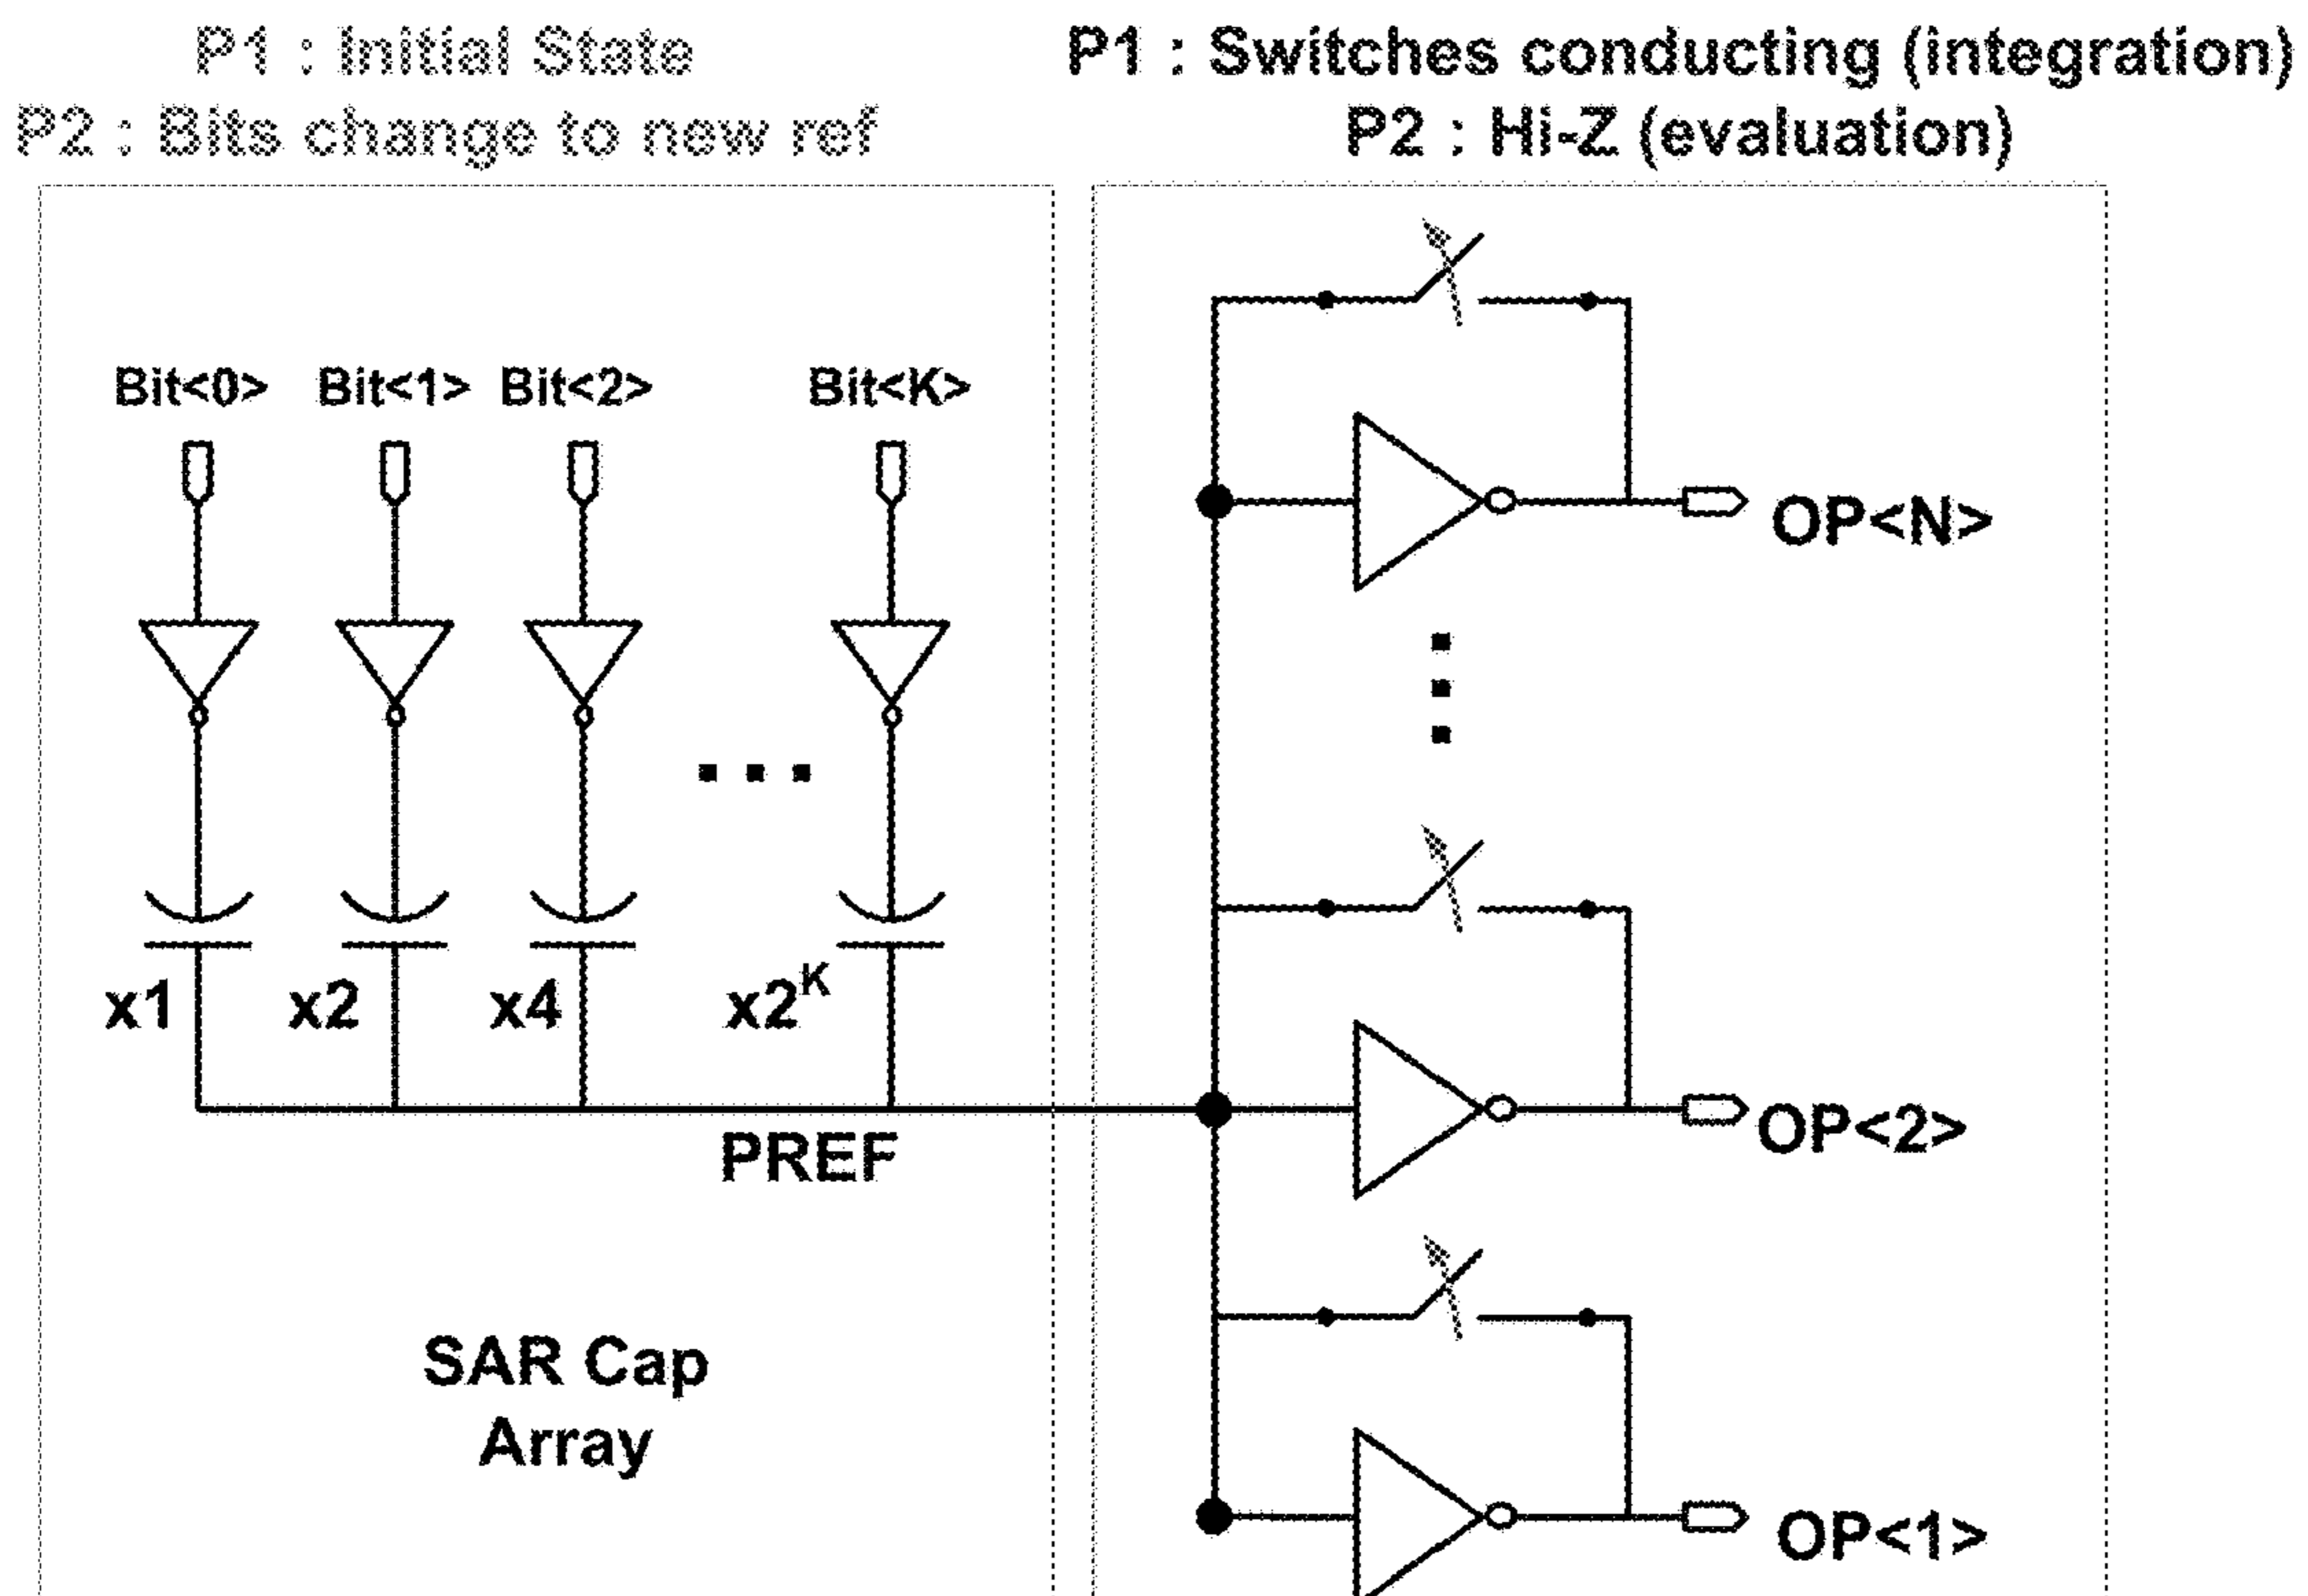 P1 : Initial State
P2 : Bits change to new ref
P1 : Switches conducting (integration)
P2 : Hi-Z (evaluation)
Bit<0> Bit<1> Bit<2> Bit<K>
x1 x2 x4 x2^K
PREF
SAR Cap
Array
OP<N>
OP<2>
OP<1>